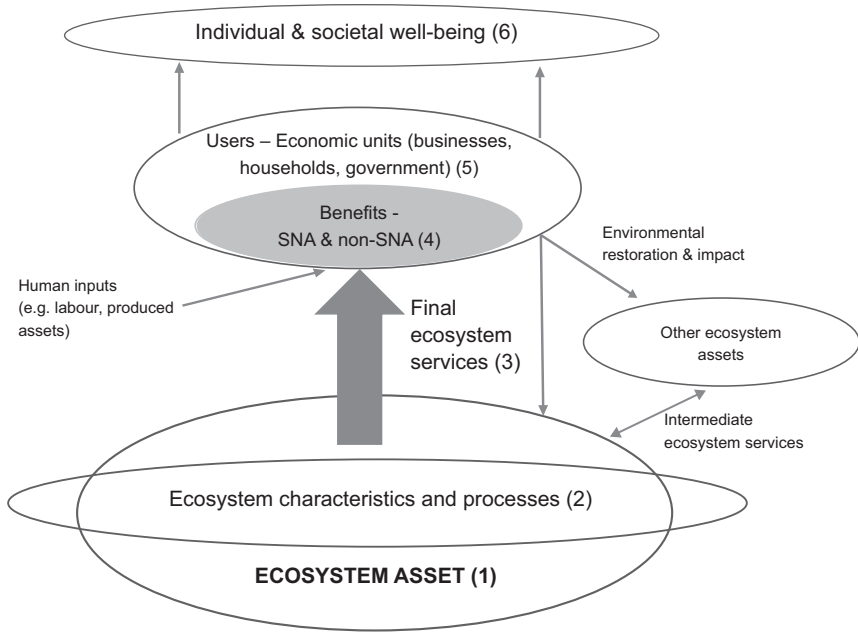 Individual & societal well-being (6)
Users – Economic units (businesses,
households, government) (5)
Benefits -
SNA & non-SNA (4)
Environmental
restoration & impact
Human inputs
(e.g. labour, produced
assets)
Final
ecosystem
services (3)
Other ecosystem
assets
Intermediate
ecosystem services
Ecosystem characteristics and processes (2)
ECOSYSTEM ASSET (1)